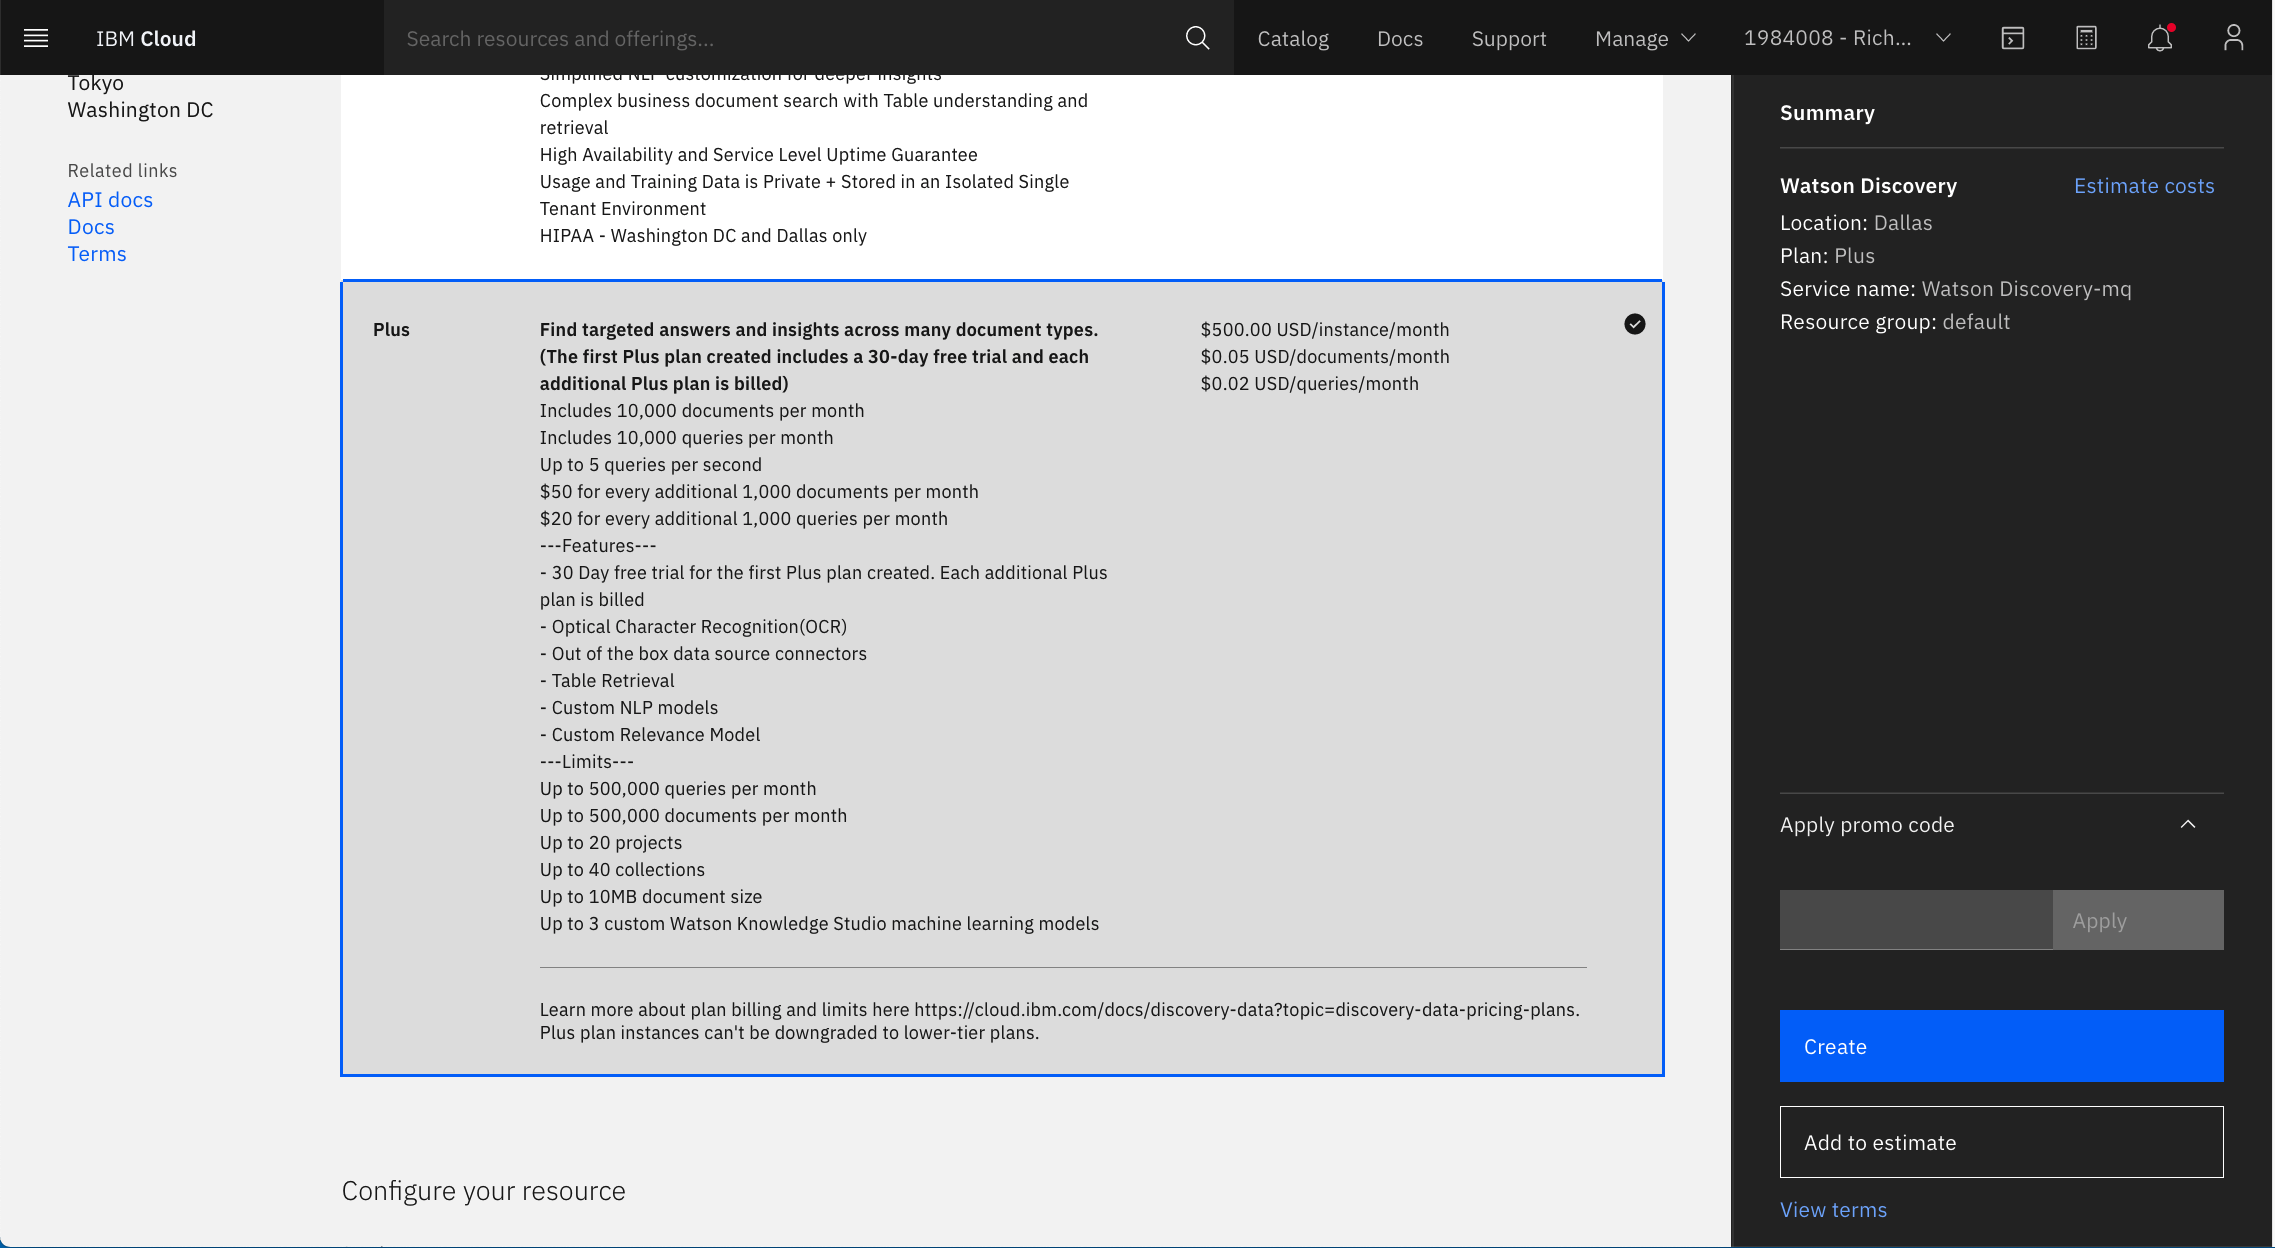 IBM Cloud
Search resources and offerings...
Catalog
Docs
Support
Manage
1984008 - Rich...
Tokyo
Washington DC
Related links
API docs
Docs
Terms
Simplified NLP customization for deeper insights
Complex business document search with Table understanding and
retrieval
High Availability and Service Level Uptime Guarantee
Usage and Training Data is Private + Stored in an Isolated Single
Tenant Environment
HIPAA - Washington DC and Dallas only
Plus
Find targeted answers and insights across many document types.
(The first Plus plan created includes a 30-day free trial and each
additional Plus plan is billed)
Includes 10,000 documents per month
Includes 10,000 queries per month
Up to 5 queries per second
$50 for every additional 1,000 documents per month
$20 for every additional 1,000 queries per month
---Features---
- 30 Day free trial for the first Plus plan created. Each additional Plus
plan is billed
- Optical Character Recognition(OCR)
- Out of the box data source connectors
- Table Retrieval
- Custom NLP models
- Custom Relevance Model
---Limits---
Up to 500,000 queries per month
Up to 500,000 documents per month
Up to 20 projects
Up to 40 collections
Up to 10MB document size
Up to 3 custom Watson Knowledge Studio machine learning models
$500.00 USD/instance/month
$0.05 USD/documents/month
$0.02 USD/queries/month
Learn more about plan billing and limits here https://cloud.ibm.com/docs/discovery-data?topic=discovery-data-pricing-plans.
Plus plan instances can't be downgraded to lower-tier plans.
Configure your resource
Summary
Watson Discovery
Estimate costs
Location: Dallas
Plan: Plus
Service name: Watson Discovery-mq
Resource group: default
Apply promo code
Apply
Create
Add to estimate
View terms